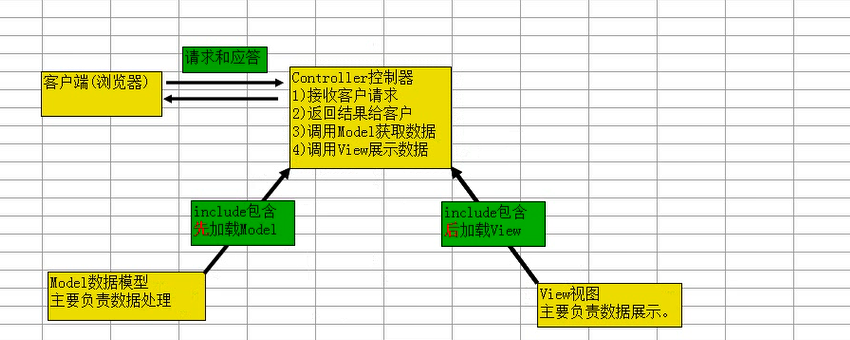 请求和应答
客户端(浏览器)
Controller控制器
1)接收客户请求
2)返回结果给客户
3)调用Model获取数据
4)调用View展示数据
include包含
先加载Model
include包含
后加载View
Model数据模型
主要负责数据处理
View视图
主要负责数据展示。